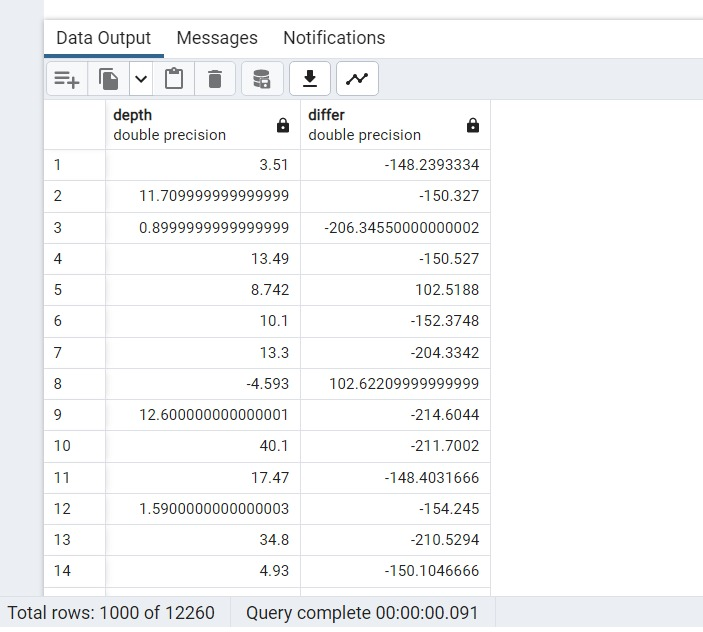 Data Output Messages Notifications
depth differ
double precision double precision
1 3.51 -148.2393334
2 11.709999999999999 -150.327
3 0.8999999999999999 -206.34550000000002
4 13.49 -150.527
5 8.742 102.5188
6 10.1 -152.3748
7 13.3 -204.3342
8 -4.593 102.62209999999999
9 12.600000000000001 -214.6044
10 40.1 -211.7002
11 17.47 -148.4031666
12 1.5900000000000003 -154.245
13 34.8 -210.5294
14 4.93 -150.1046666
Total rows: 1000 of 12260 Query complete 00:00:00.091